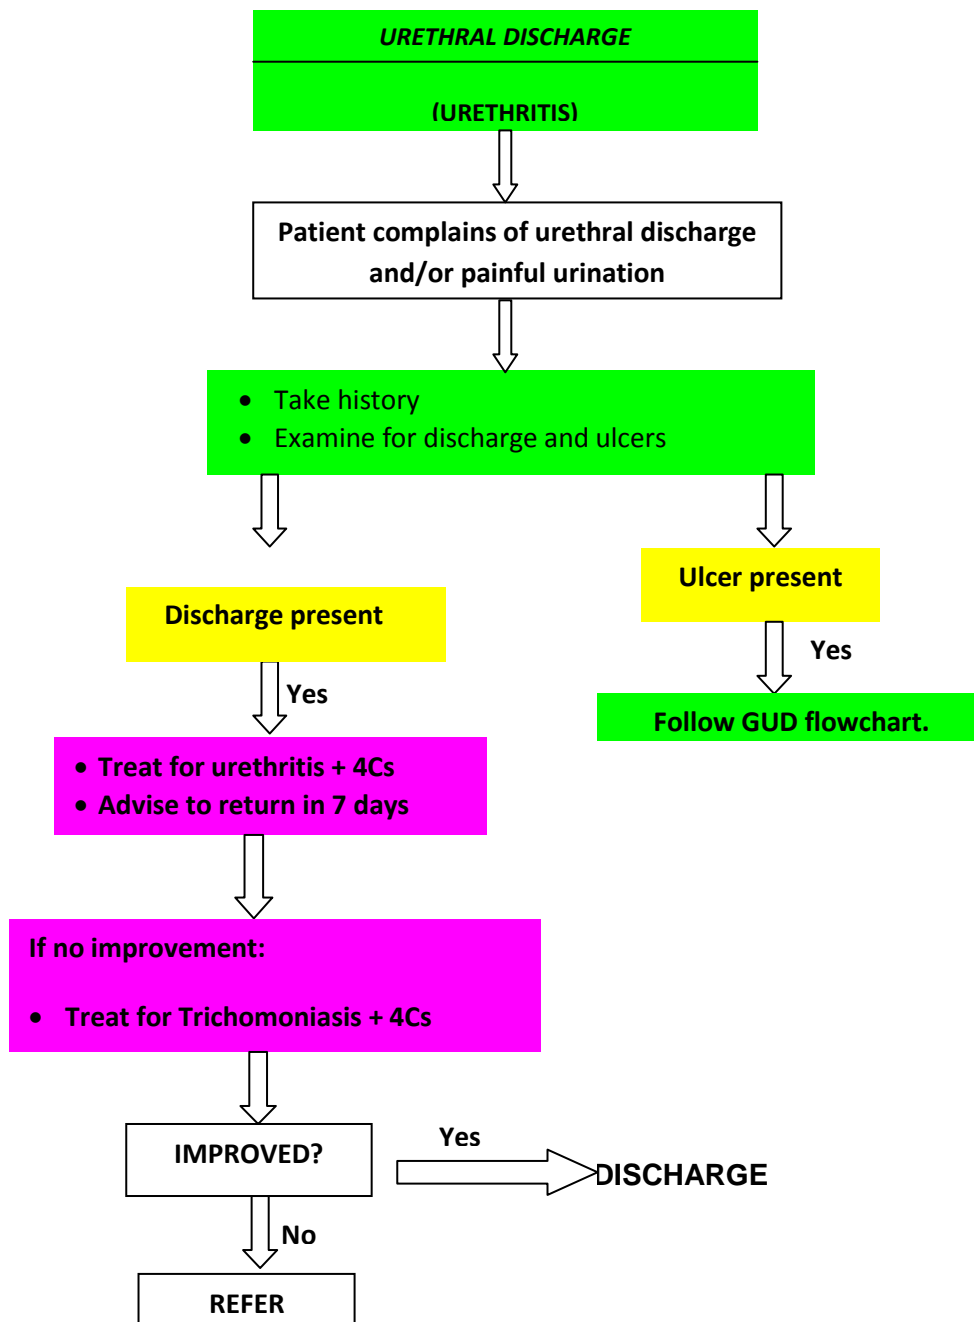 URETHRAL DISCHARGE
(URETHRITIS)
Patient complains of urethral discharge
and/or painful urination
• Take history
• Examine for discharge and ulcers
Ulcer present
Discharge present
Yes
Yes
Follow GUD flowchart.
• Treat for urethritis + 4Cs
• Advise to return in 7 days
If no improvement:
• Treat for Trichomoniasis + 4Cs
IMPROVED?
Yes
DISCHARGE
No
REFER